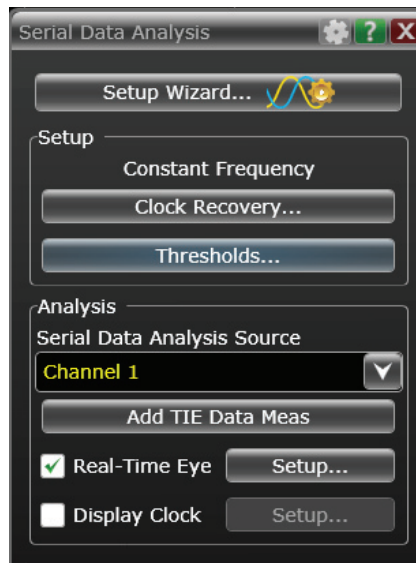 Serial Data Analysis ? X
Setup Wizard...
Setup
Constant Frequency
Clock Recovery...
Thresholds...
Analysis
Serial Data Analysis Source
Channel 1
Add TIE Data Meas
Real-Time Eye Setup...
Display Clock Setup...